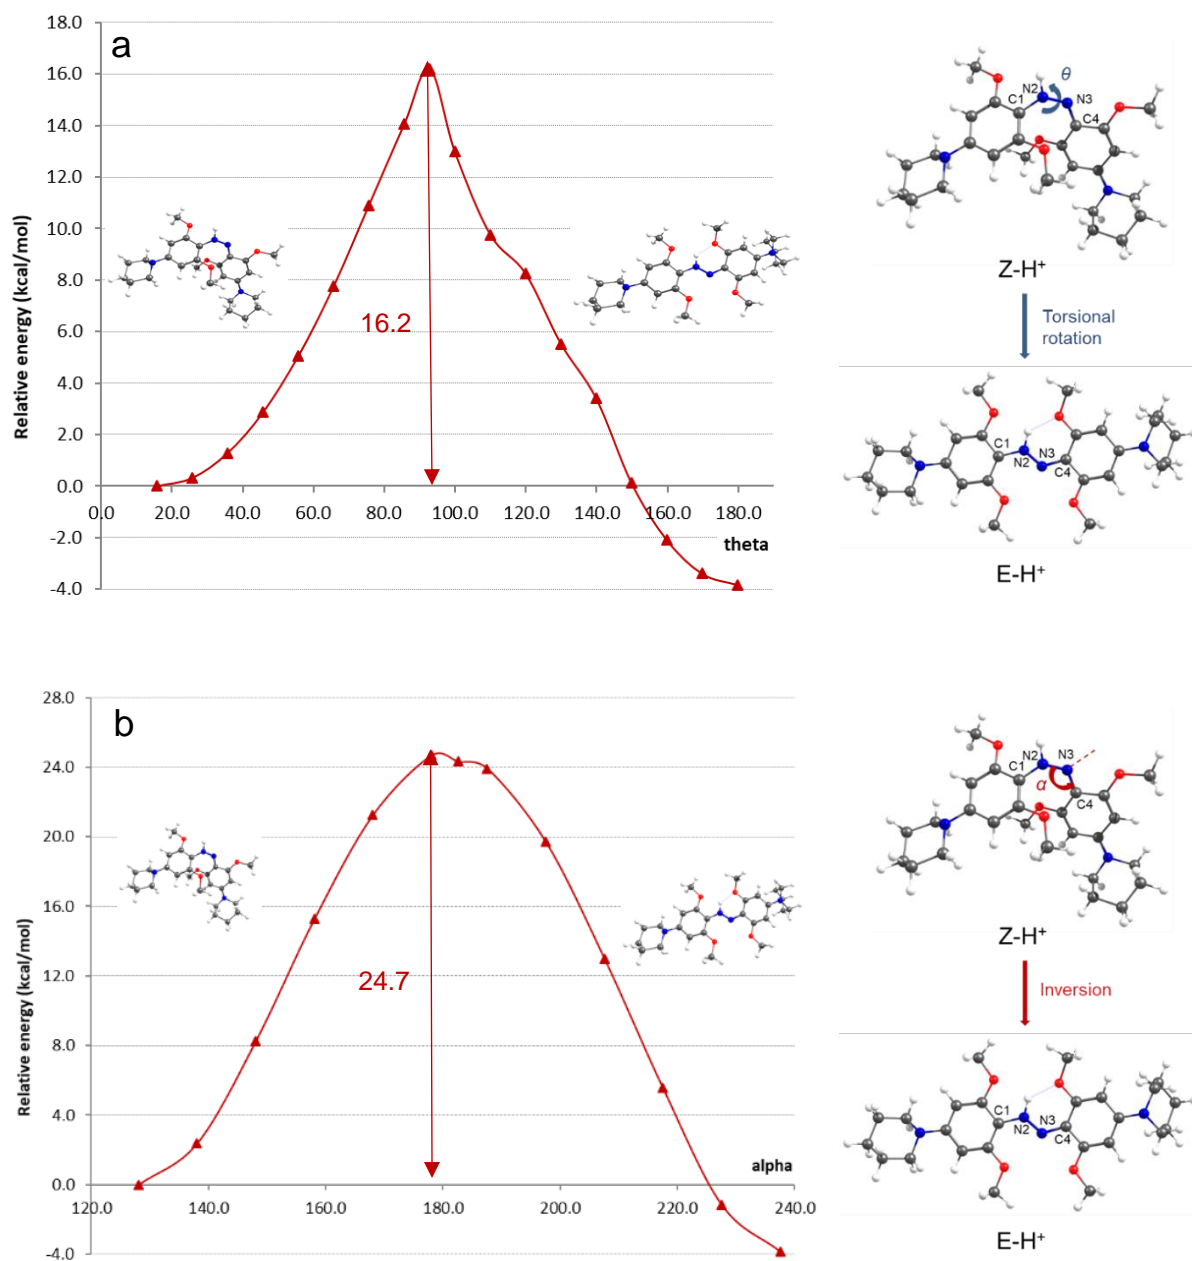 a
18.0
16.0
14.0
12.0
10.0
8.0
6.0
4.0
2.0
0.0
-2.0
-4.0
Relative energy (kcal/mol)
0.0 20.0 40.0 60.0 80.0 100.0 120.0 140.0 160.0 180.0
theta
16.2
θ
C1 N2 N3
C4
Z-H⁺
Torsional
rotation
C1
N2 N3
C4
E-H⁺
b
28.0
24.0
20.0
16.0
12.0
8.0
4.0
0.0
-4.0
Relative energy (kcal/mol)
120.0 140.0 160.0 180.0 200.0 220.0 240.0
alpha
24.7
N2 N3
C1
α
C4
Z-H⁺
Inversion
C1
N2 N3
C4
E-H⁺